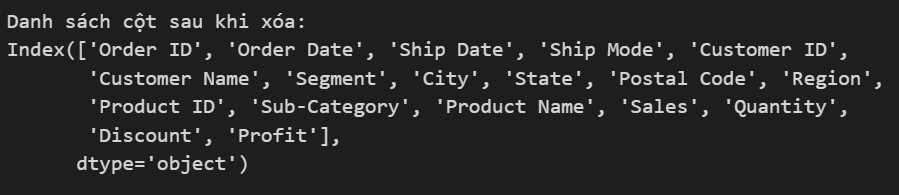 Danh sách cột sau khi xóa:
Index(['Order ID', 'Order Date', 'Ship Date', 'Ship Mode', 'Customer ID',
       'Customer Name', 'Segment', 'City', 'State', 'Postal Code', 'Region',
       'Product ID', 'Sub-Category', 'Product Name', 'Sales', 'Quantity',
       'Discount', 'Profit'],
      dtype='object')